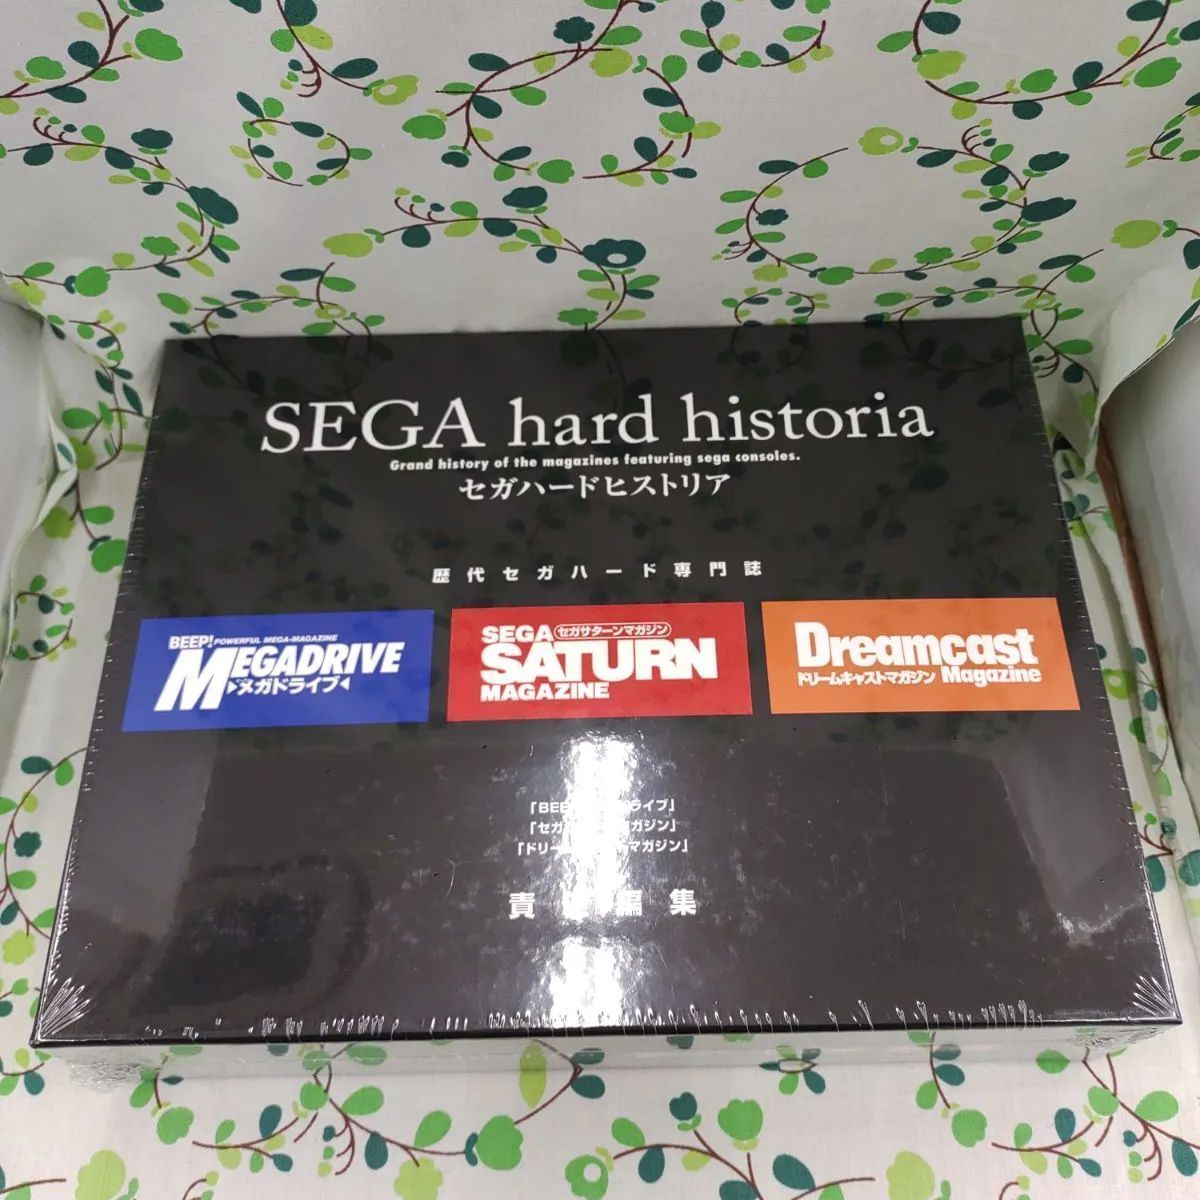 SEGA hard historia
Grand history of the magazines featuring sega consoles.
セガハードヒストリア
歴代セガハード専門誌
BEEP! POWERFUL MEGA-MAGAZINE
MEGADRIVE
メガドライブ
SEGA セガサターンマガジン
SATURN
MAGAZINE
Dreamcast
ドリームキャストマガジン Magazine
「BEE ライブ」
「セガ ガジン」
「ドリー マガジン」
責 編集